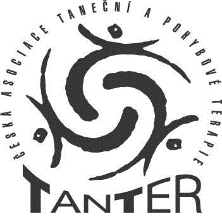 ČESKÁ ASOCIACE TANEČNÍ A POHYBOVÉ TERAPIE
TANTER